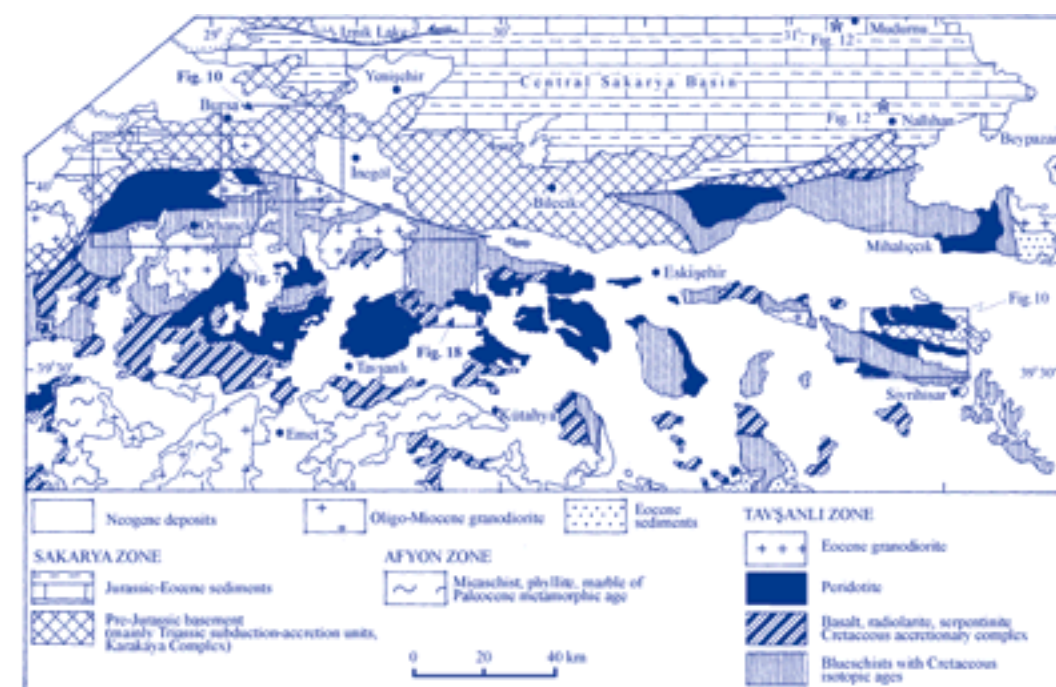 29°
İznik Lake
30°
31°
Mudurnu
Fig. 12
Fig. 10
Yenişehir
Central Sakarya Basin
Bursa
Fig. 12
Nallıhan
Beypazarı
İnegöl
40°
Bilecik
Orhaneli
Mihalıççık
Fig. 7
Eskişehir
Fig.10
Fig. 18
39° 30'
Tavşanlı
39° 30'
Sivrihisar
Kütahya
Emet
Neogene deposits
Oligo-Miocene granodiorite
Eocene
sediments
TAVŞANLI ZONE
SAKARYA ZONE
AFYON ZONE
Eocene granodiorite
Jurassic-Eocene sediments
Micaschist, phyllite, marble of
Paleocene metamorphic age
Peridotite
Pre-Jurassic basement
(mainly Triassic subduction-accretion units,
Karakaya Complex)
Basalt, radiolarite, serpentinite
Cretaceous accretionary complex
0 20 40 km
Blueschists with Cretaceous
isotopic ages